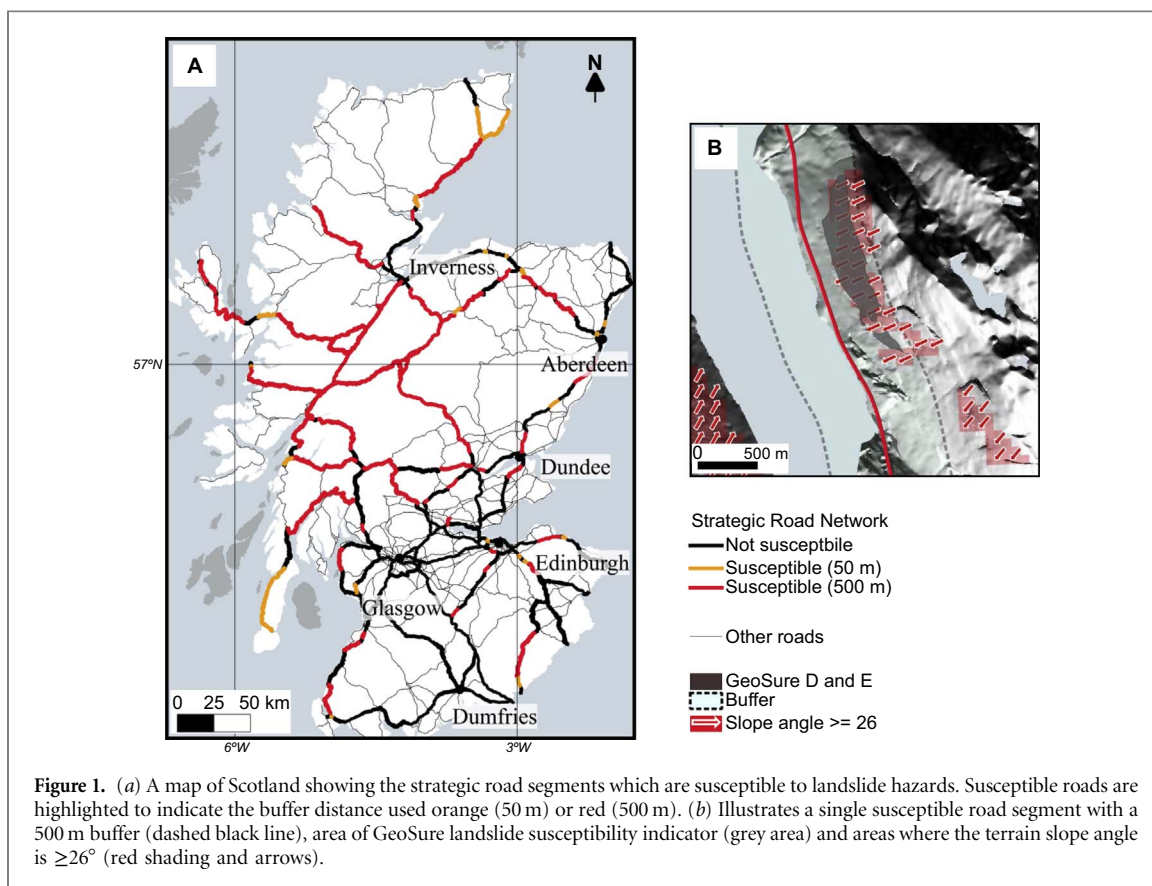 A
N
Inverness
57°N
Aberdeen
Dundee
Edinburgh
Glasgow
Dumfries
0 25 50 km
6°W
3°W
B
0 500 m
Strategic Road Network
Not susceptbile
Susceptible (50 m)
Susceptible (500 m)
Other roads
GeoSure D and E
Buffer
Slope angle >= 26
Figure 1. (a) A map of Scotland showing the strategic road segments which are susceptible to landslide hazards. Susceptible roads are
highlighted to indicate the buffer distance used orange (50 m) or red (500 m). (b) Illustrates a single susceptible road segment with a
500 m buffer (dashed black line), area of GeoSure landslide susceptibility indicator (grey area) and areas where the terrain slope angle
is ≥26° (red shading and arrows).